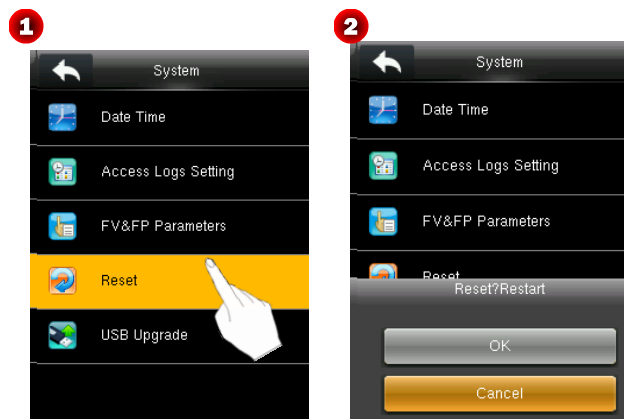 1
System
Date Time
Access Logs Setting
FV&FP Parameters
Reset
USB Upgrade
2
System
Date Time
Access Logs Setting
FV&FP Parameters
Reset
Reset?Restart
OK
Cancel